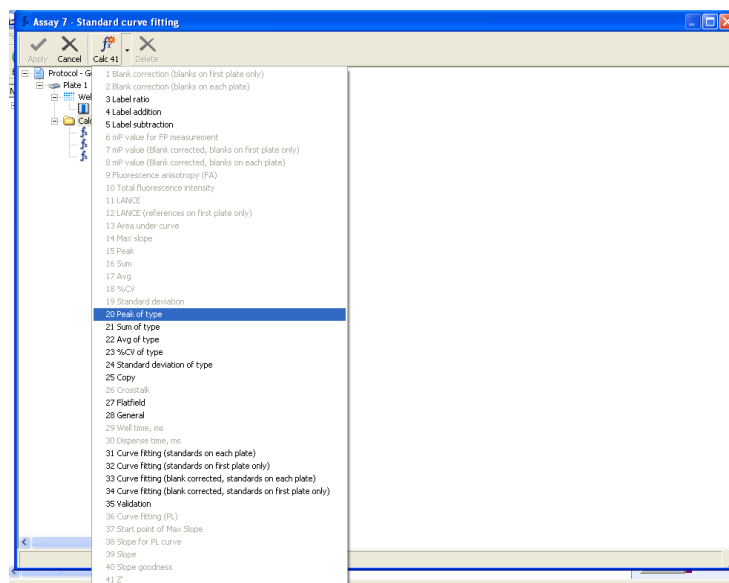 Assay 7 - Standard curve fitting
Apply Cancel Calc 41 Delete
Protocol - G
Plate 1
Wel
Calc
1 Blank correction (blanks on first plate only)
2 Blank correction (blanks on each plate)
3 Label ratio
4 Label addition
5 Label subtraction
6 mP value for FP measurement
7 mP value (Blank corrected, blanks on first plate only)
8 mP value (Blank corrected, blanks on each plate)
9 Fluorescence anisotropy (FA)
10 Total fluorescence intensity
11 LANCE
12 LANCE (references on first plate only)
13 Area under curve
14 Max slope
15 Peak
16 Sum
17 Avg
18 %CV
19 Standard deviation
20 Peak of type
21 Sum of type
22 Avg of type
23 %CV of type
24 Standard deviation of type
25 Copy
26 Crosstalk
27 Flatfield
28 General
29 Well time, ms
30 Dispense time, ms
31 Curve fitting (standards on each plate)
32 Curve fitting (standards on first plate only)
33 Curve fitting (blank corrected, standards on each plate)
34 Curve fitting (blank corrected, standards on first plate only)
35 Validation
36 Curve fitting (PL)
37 Start point of Max Slope
38 Slope for PL curve
39 Slope
40 Slope goodness
41 Z'